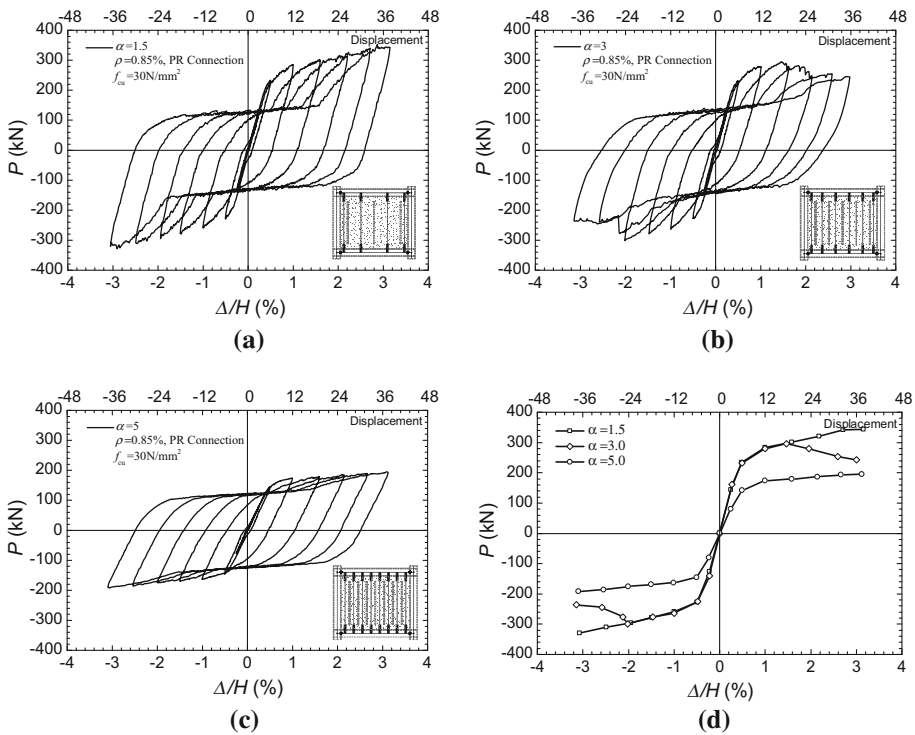 -48 -36 -24 -12 0 12 24 36 48
Displacement
400
300
200
100
0
-100
-200
-300
-400
P (kN)
α=1.5
ρ=0.85%, PR Connection
fcu=30N/mm²
-4 -3 -2 -1 0 1 2 3 4
Δ/H (%)
(a)
-48 -36 -24 -12 0 12 24 36 48
Displacement
400
300
200
100
0
-100
-200
-300
-400
P (kN)
α=3
ρ=0.85%, PR Connection
fcu=30N/mm²
-4 -3 -2 -1 0 1 2 3 4
Δ/H (%)
(b)
-48 -36 -24 -12 0 12 24 36 48
Displacement
400
300
200
100
0
-100
-200
-300
-400
P (kN)
α=5
ρ=0.85%, PR Connection
fcu=30N/mm²
-4 -3 -2 -1 0 1 2 3 4
Δ/H (%)
(c)
-48 -36 -24 -12 0 12 24 36 48
Displacement
400
300
200
100
0
-100
-200
-300
-400
P (kN)
α=1.5
α=3.0
α=5.0
-4 -3 -2 -1 0 1 2 3 4
Δ/H (%)
(d)